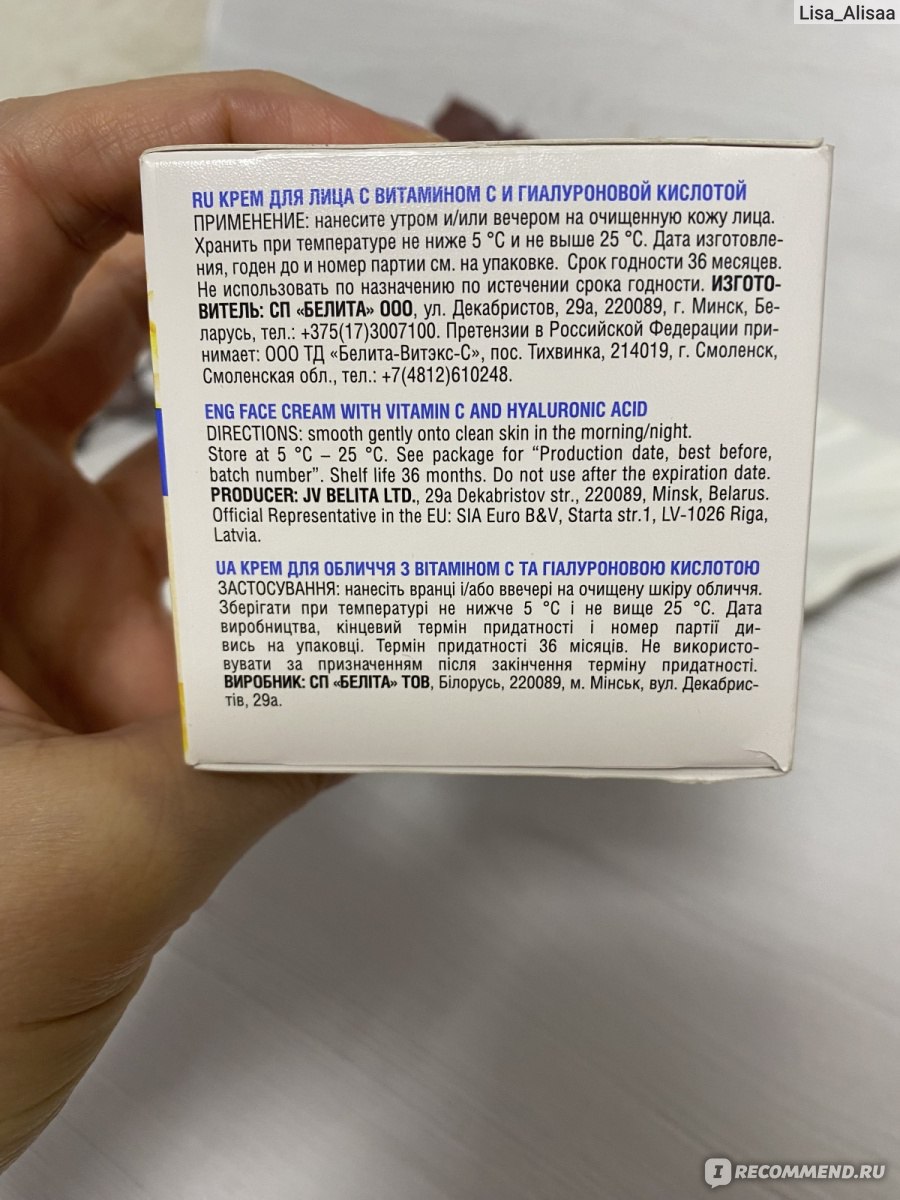 Lisa_Alisaa
RU КРЕМ ДЛЯ ЛИЦА С ВИТАМИНОМ С И ГИАЛУРОНОВОЙ КИСЛОТОЙ
ПРИМЕНЕНИЕ: нанесите утром и/или вечером на очищенную кожу лица.
Хранить при температуре не ниже 5 °С и не выше 25 °С. Дата изготовле-
ния, годен до и номер партии см. на упаковке. Срок годности 36 месяцев.
Не использовать по назначению по истечении срока годности. ИЗГОТО-
ВИТЕЛЬ: СП «БЕЛИТА» ООО, ул. Декабристов, 29а, 220089, г. Минск, Бе-
ларусь, тел.: +375(17)3007100. Претензии в Российской Федерации при-
нимает: ООО ТД «Белита-Витэкс-С», пос. Тихвинка, 214019, г. Смоленск,
Смоленская обл., тел.: +7(4812)610248.
ENG FACE CREAM WITH VITAMIN C AND HYALURONIC ACID
DIRECTIONS: smooth gently onto clean skin in the morning/night.
Store at 5 °C – 25 °C. See package for “Production date, best before,
batch number”. Shelf life 36 months. Do not use after the expiration date.
PRODUCER: JV BELITA LTD., 29a Dekabristov str., 220089, Minsk, Belarus.
Official Representative in the EU: SIA Euro B&V, Starta str.1, LV-1026 Riga,
Latvia.
UA КРЕМ ДЛЯ ОБЛИЧЧЯ З ВІТАМІНОМ С ТА ГІАЛУРОНОВОЮ КИСЛОТОЮ
ЗАСТОСУВАННЯ: нанесіть вранці і/або ввечері на очищену шкіру обличчя.
Зберігати при температурі не нижче 5 °С і не вище 25 °С. Дата
виробництва, кінцевий термін придатності і номер партії ди-
вись на упаковці. Термін придатності 36 місяців. Не використо-
вувати за призначенням після закінчення терміну придатності.
ВИРОБНИК: СП «БЕЛІТА» ТОВ, Білорусь, 220089, м. Мінськ, вул. Декабрис-
тів, 29а.
IRECOMMEND.RU